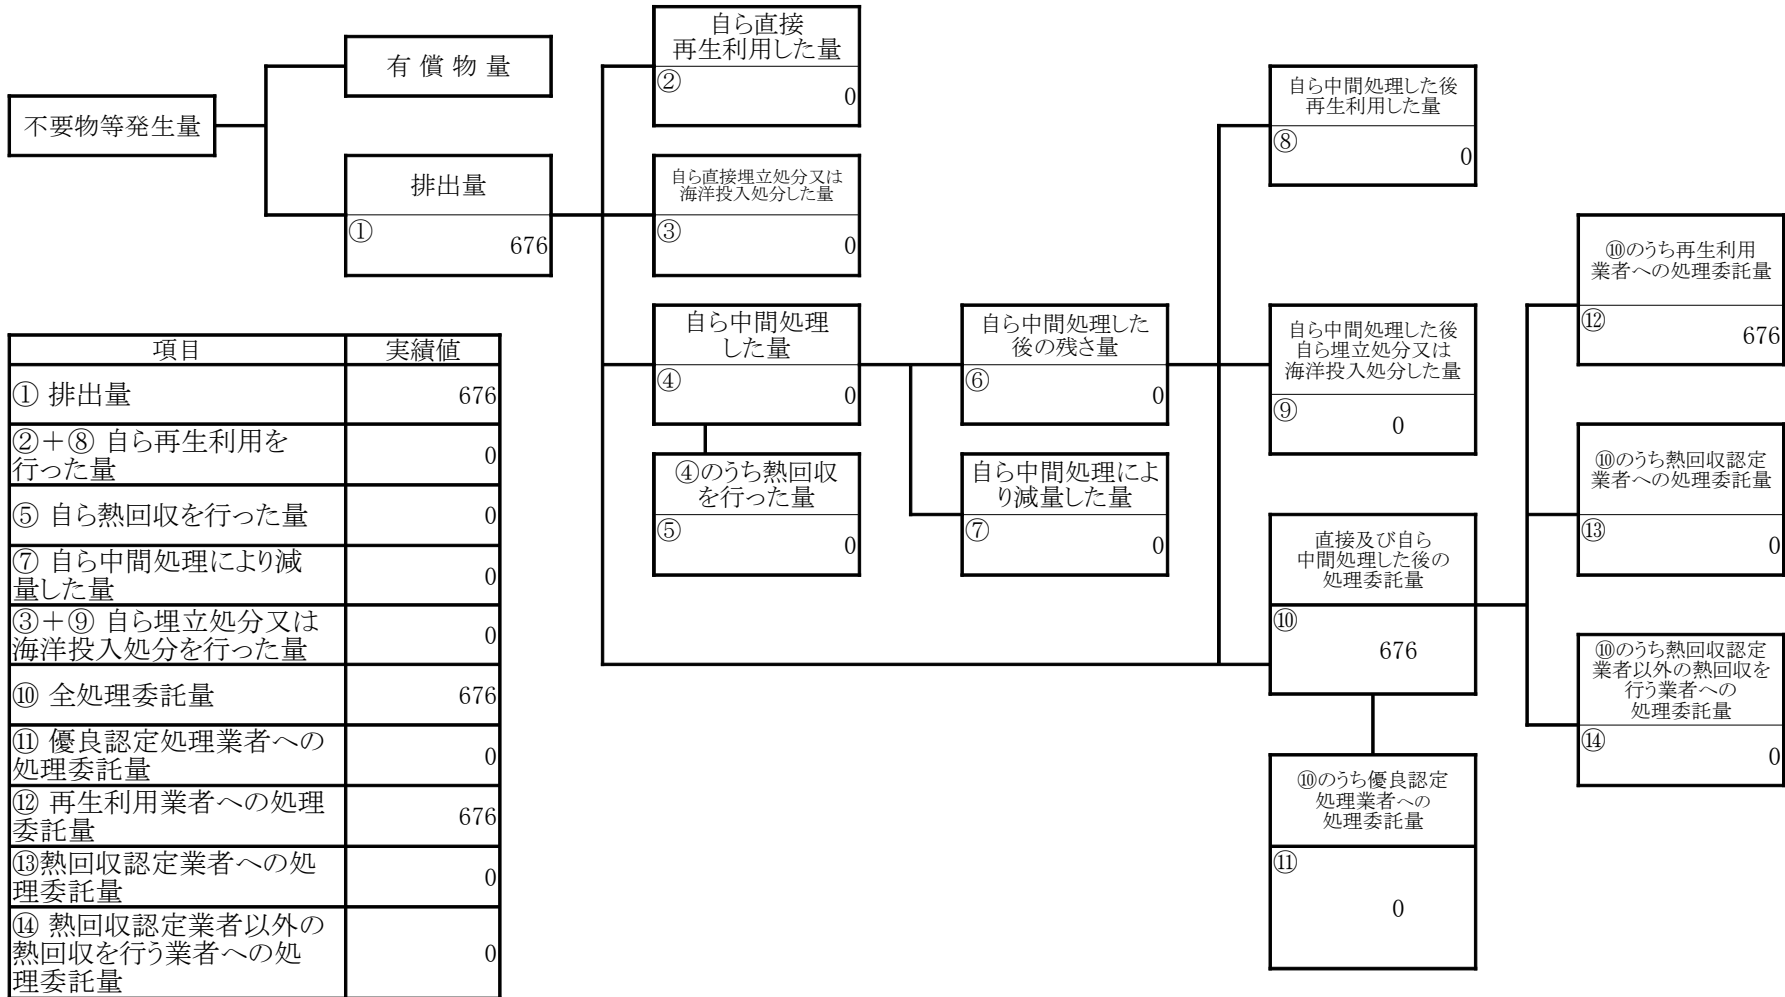 不要物等発生量
有 償 物 量
排出量
①
676
自ら直接
再生利用した量
②
0
自ら直接埋立処分又は
海洋投入処分した量
③
0
自ら中間処理
した量
④
0
④のうち熱回収
を行った量
⑤
0
自ら中間処理した
後の残さ量
⑥
0
自ら中間処理によ
り減量した量
⑦
0
自ら中間処理した後
再生利用した量
⑧
0
自ら中間処理した後
自ら埋立処分又は
海洋投入処分した量
⑨
0
直接及び自ら
中間処理した後の
処理委託量
⑩
676
⑩のうち優良認定
処理業者への
処理委託量
⑪
0
⑩のうち再生利用
業者への処理委託量
⑫
676
⑩のうち熱回収認定
業者への処理委託量
⑬
0
⑩のうち熱回収認定
業者以外の熱回収を
行う業者への
処理委託量
⑭
0
項目 実績値
① 排出量 676
②+⑧ 自ら再生利用を
行った量 0
⑤ 自ら熱回収を行った量 0
⑦ 自ら中間処理により減
量した量 0
③+⑨ 自ら埋立処分又は
海洋投入処分を行った量 0
⑩ 全処理委託量 676
⑪ 優良認定処理業者への
処理委託量 0
⑫ 再生利用業者への処理
委託量 676
⑬熱回収認定業者への処
理委託量 0
⑭ 熱回収認定業者以外の
熱回収を行う業者への処
理委託量 0